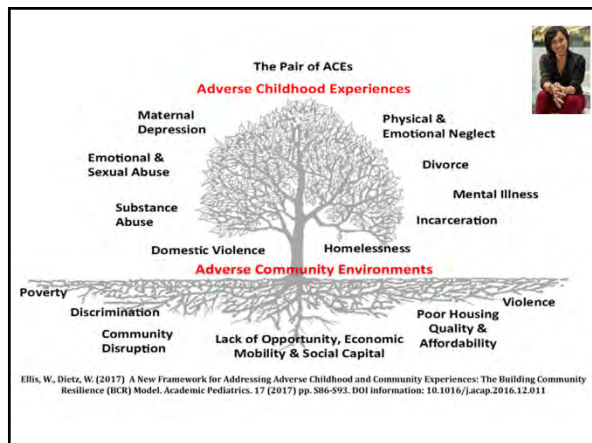 The Pair of ACEs
Adverse Childhood Experiences
Maternal
Depression
Physical &
Emotional Neglect
Emotional &
Sexual Abuse
Divorce
Mental Illness
Substance
Abuse
Incarceration
Domestic Violence
Homelessness
Adverse Community Environments
Poverty
Violence
Discrimination
Poor Housing
Quality &
Affordability
Community
Disruption
Lack of Opportunity, Economic
Mobility & Social Capital
Ellis, W., Dietz, W. (2017) A New Framework for Addressing Adverse Childhood and Community Experiences: The Building Community
Resilience (BCR) Model. Academic Pediatrics. 17 (2017) pp. S86-S93. DOI information: 10.1016/j.acap.2016.12.011